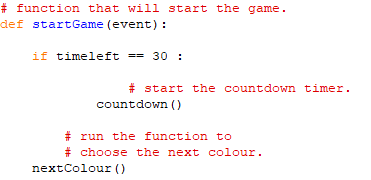 # function that will start the game.
def startGame(event):
if timeleft == 30 :
# start the countdown timer.
countdown()
# run the function to
# choose the next colour.
nextColour()